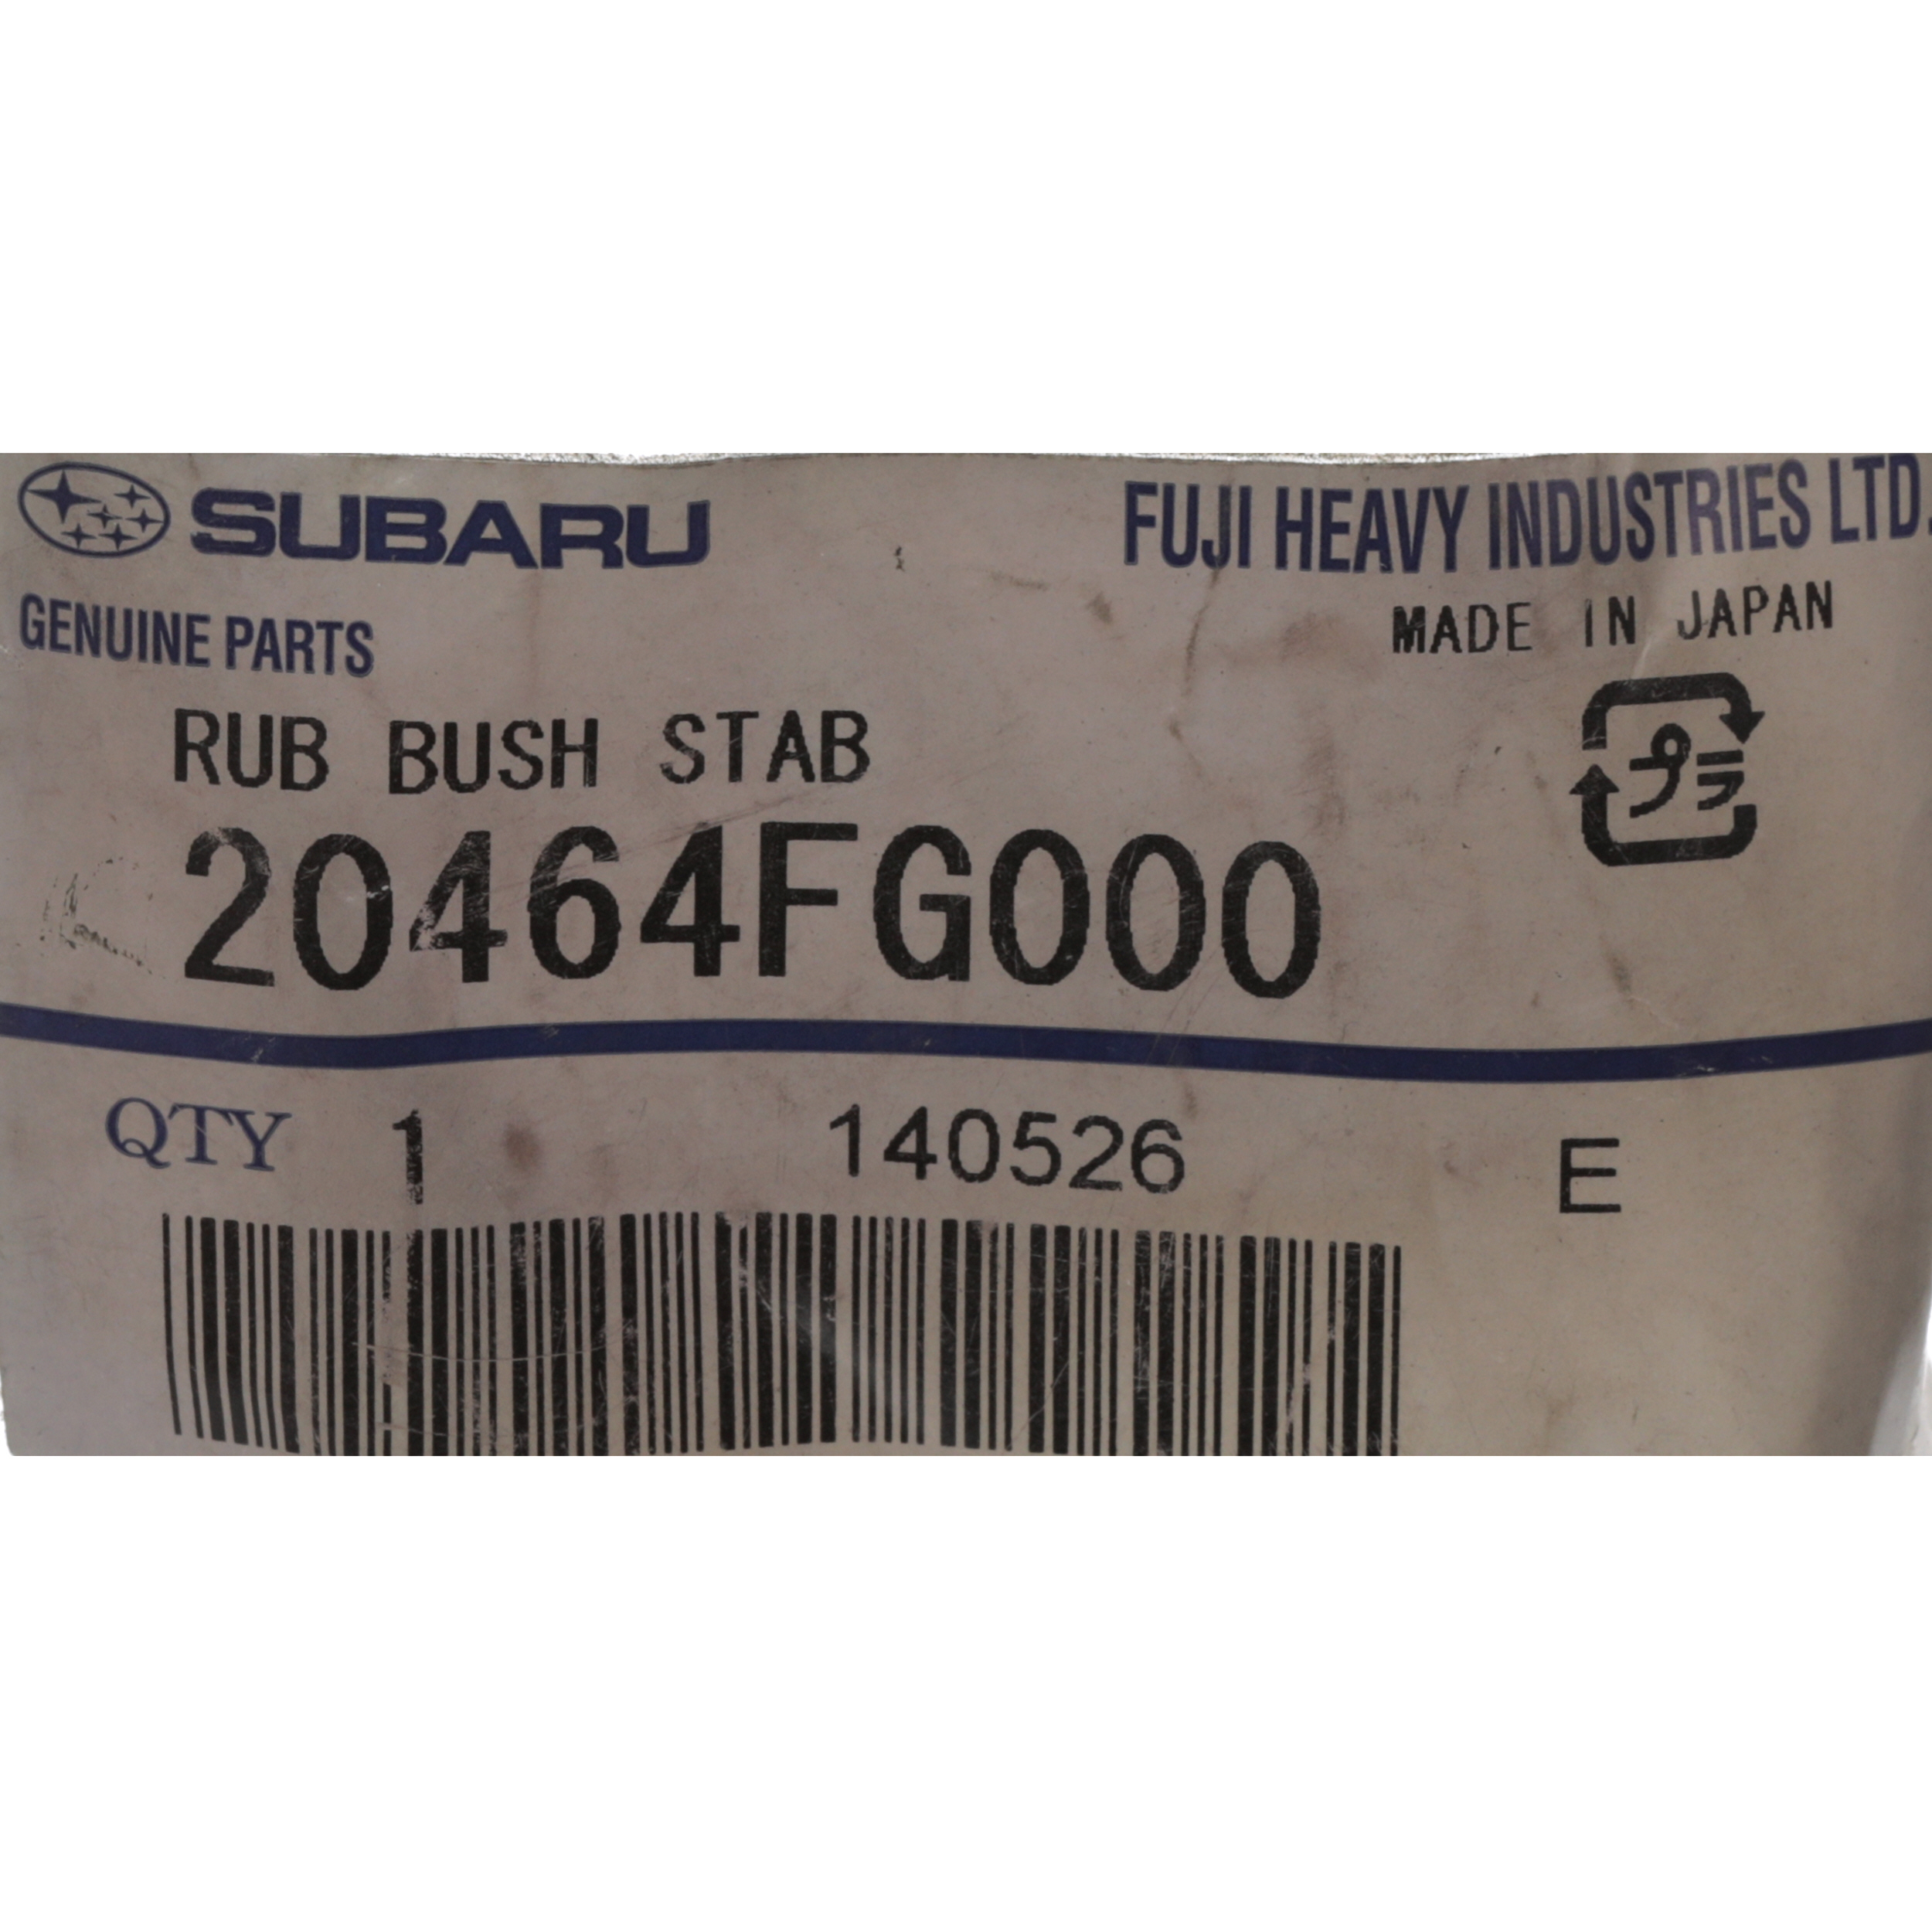 SUBARU
FUJI HEAVY INDUSTRIES LTD.
GENUINE PARTS
MADE IN JAPAN
RUB BUSH STAB
プラ
20464FG000
QTY 1 140526 E